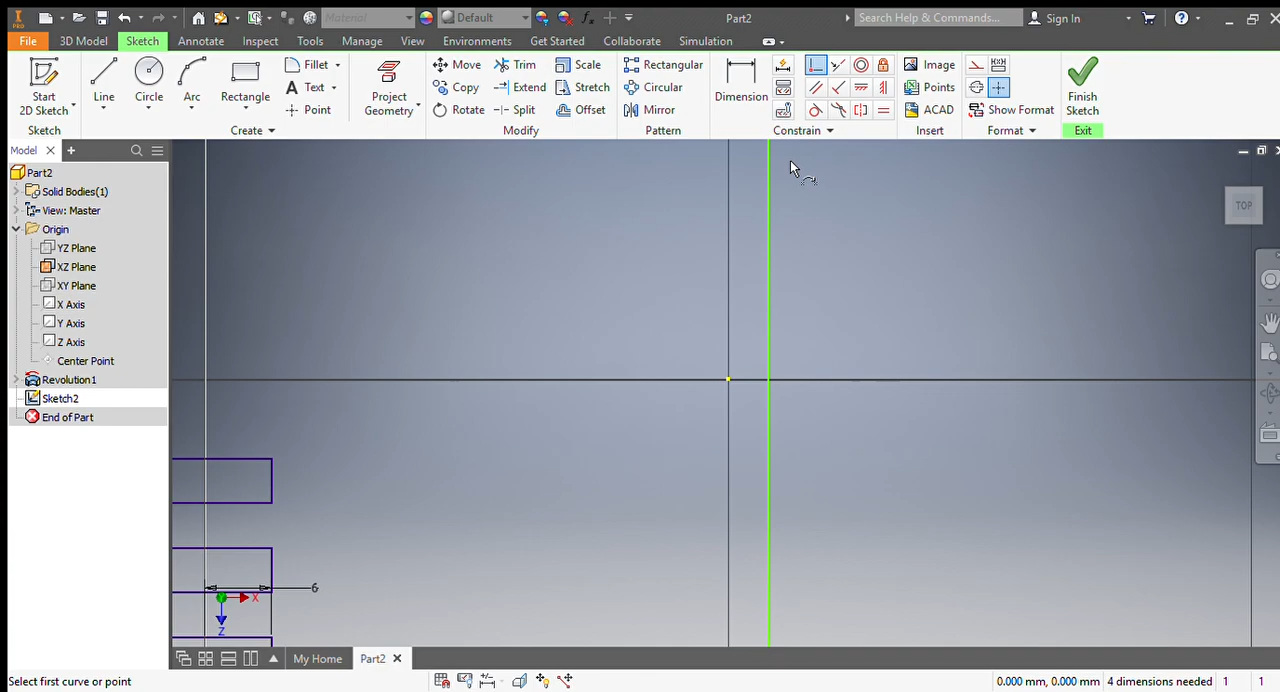 PRO Material Default fx Part2 Search Help & Commands... Sign In
File 3D Model Sketch Annotate Inspect Tools Manage View Environments Get Started Collaborate Simulation
Start 2D Sketch Line Circle Arc Rectangle Fillet Text Point
Project Geometry
Move Trim Scale
Copy Extend Stretch
Rotate Split Offset
Rectangular
Circular
Mirror
Dimension
Image
Points
ACAD
Show Format
Finish Sketch
Sketch Create Modify Pattern Constrain Insert Format Exit
Model
Part2
Solid Bodies(1)
View: Master
Origin
YZ Plane
XZ Plane
XY Plane
X Axis
Y Axis
Z Axis
Center Point
Revolution1
Sketch2
End of Part
TOP
6
X
Z
My Home Part2
Select first curve or point 0.000 mm, 0.000 mm 4 dimensions needed 1 1